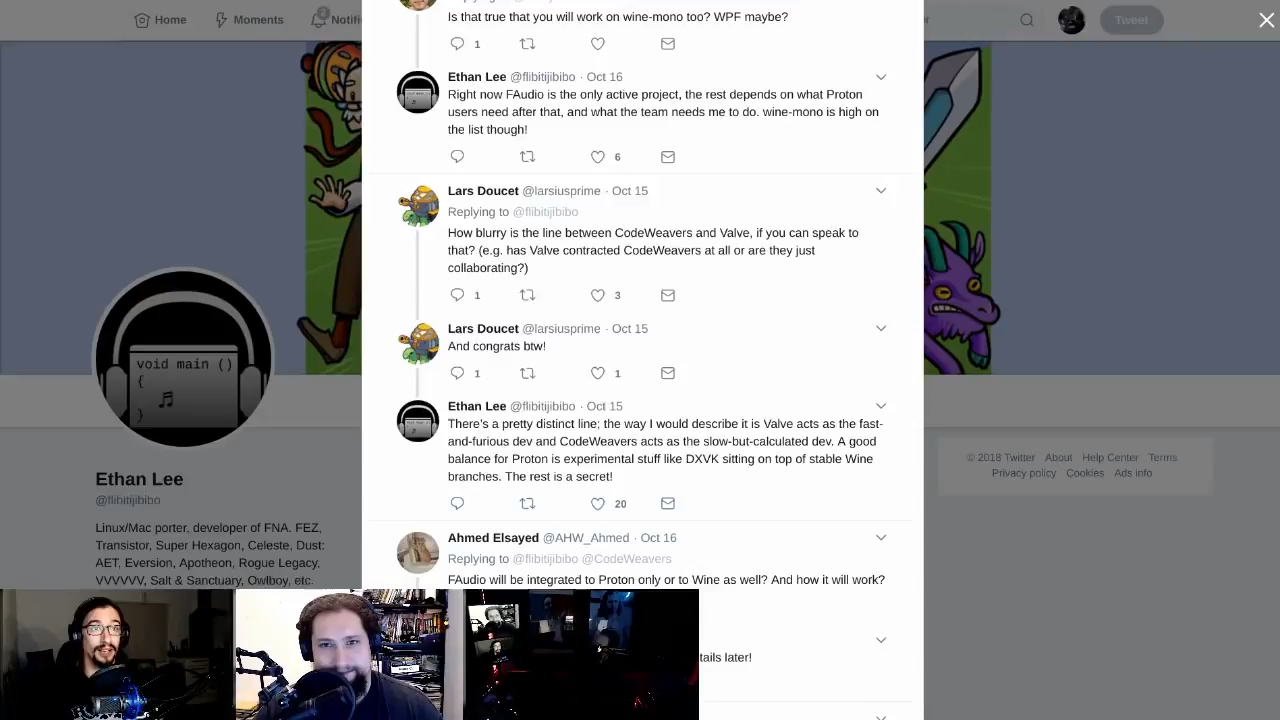 Home
Moments
2
Notifi
Tweet
Is that true that you will work on wine-mono too? WPF maybe?
1
Ethan Lee @flibitijibibo · Oct 16
Right now FAudio is the only active project, the rest depends on what Proton
users need after that, and what the team needs me to do. wine-mono is high on
the list though!
6
Lars Doucet @larsiusprime · Oct 15
Replying to @flibitijibibo
How blurry is the line between CodeWeavers and Valve, if you can speak to
that? (e.g. has Valve contracted CodeWeavers at all or are they just
collaborating?)
1 3
Lars Doucet @larsiusprime · Oct 15
And congrats btw!
1 1
Ethan Lee @flibitijibibo · Oct 15
There's a pretty distinct line; the way I would describe it is Valve acts as the fast-
and-furious dev and CodeWeavers acts as the slow-but-calculated dev. A good
balance for Proton is experimental stuff like DXVK sitting on top of stable Wine
branches. The rest is a secret!
20
Ahmed Elsayed @AHW_Ahmed · Oct 16
Replying to @flibitijibibo @CodeWeavers
FAudio will be integrated to Proton only or to Wine as well? And how it will work?
tails later!
void main ()
{
}
Ethan Lee
@flibitijibibo
Linux/Mac porter, developer of FNA. FEZ,
Transistor, Super Hexagon, Celeste, Dust:
AET, Eversion, Apotheon, Rogue Legacy,
VVVVVV, Salt & Sanctuary, Owlboy, etc.
© 2018 Twitter About Help Center Terms
Privacy policy Cookies Ads info